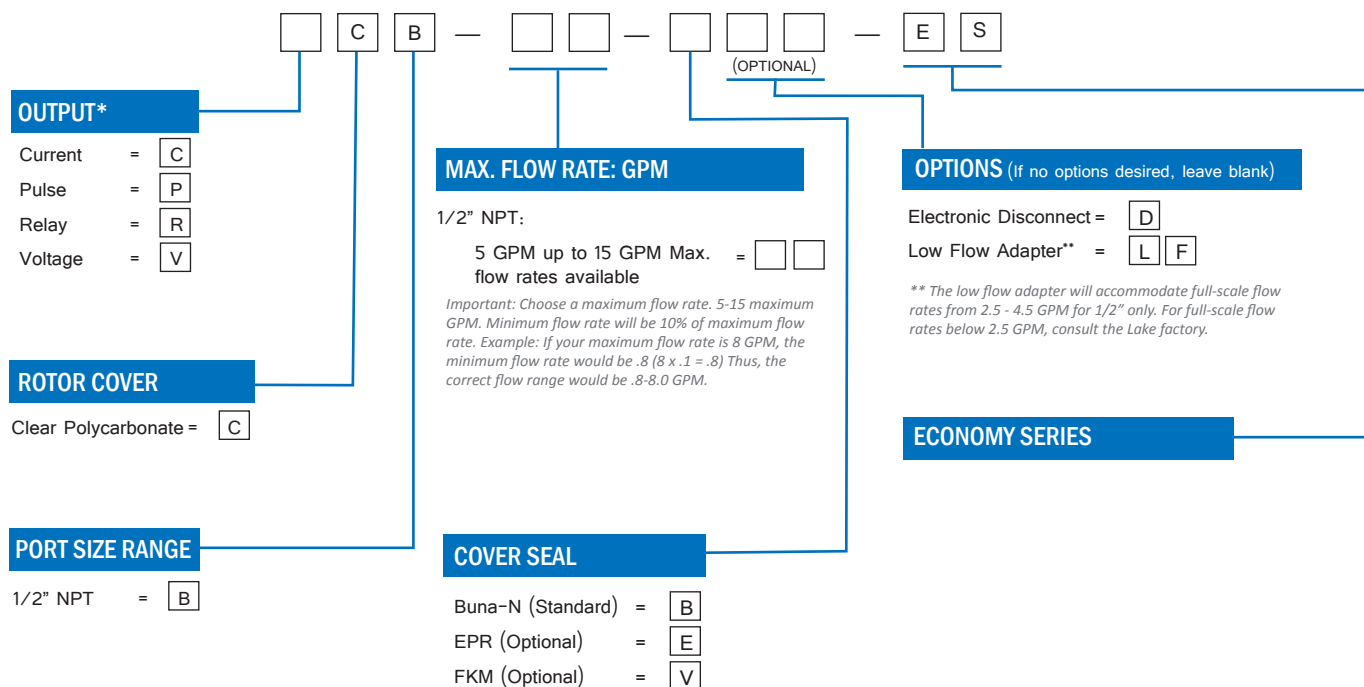 C B — — — E S
(OPTIONAL)
OUTPUT*
Current = C
Pulse = P
Relay = R
Voltage = V
ROTOR COVER
Clear Polycarbonate = C
PORT SIZE RANGE
1/2" NPT = B
MAX. FLOW RATE: GPM
1/2" NPT:
5 GPM up to 15 GPM Max. =
flow rates available
Important: Choose a maximum flow rate. 5-15 maximum
GPM. Minimum flow rate will be 10% of maximum flow
rate. Example: If your maximum flow rate is 8 GPM, the
minimum flow rate would be .8 (8 x .1 = .8) Thus, the
correct flow range would be .8-8.0 GPM.
COVER SEAL
Buna-N (Standard) = B
EPR (Optional) = E
FKM (Optional) = V
OPTIONS (If no options desired, leave blank)
Electronic Disconnect = D
Low Flow Adapter** = L F
** The low flow adapter will accommodate full-scale flow
rates from 2.5 - 4.5 GPM for 1/2" only. For full-scale flow
rates below 2.5 GPM, consult the Lake factory.
ECONOMY SERIES